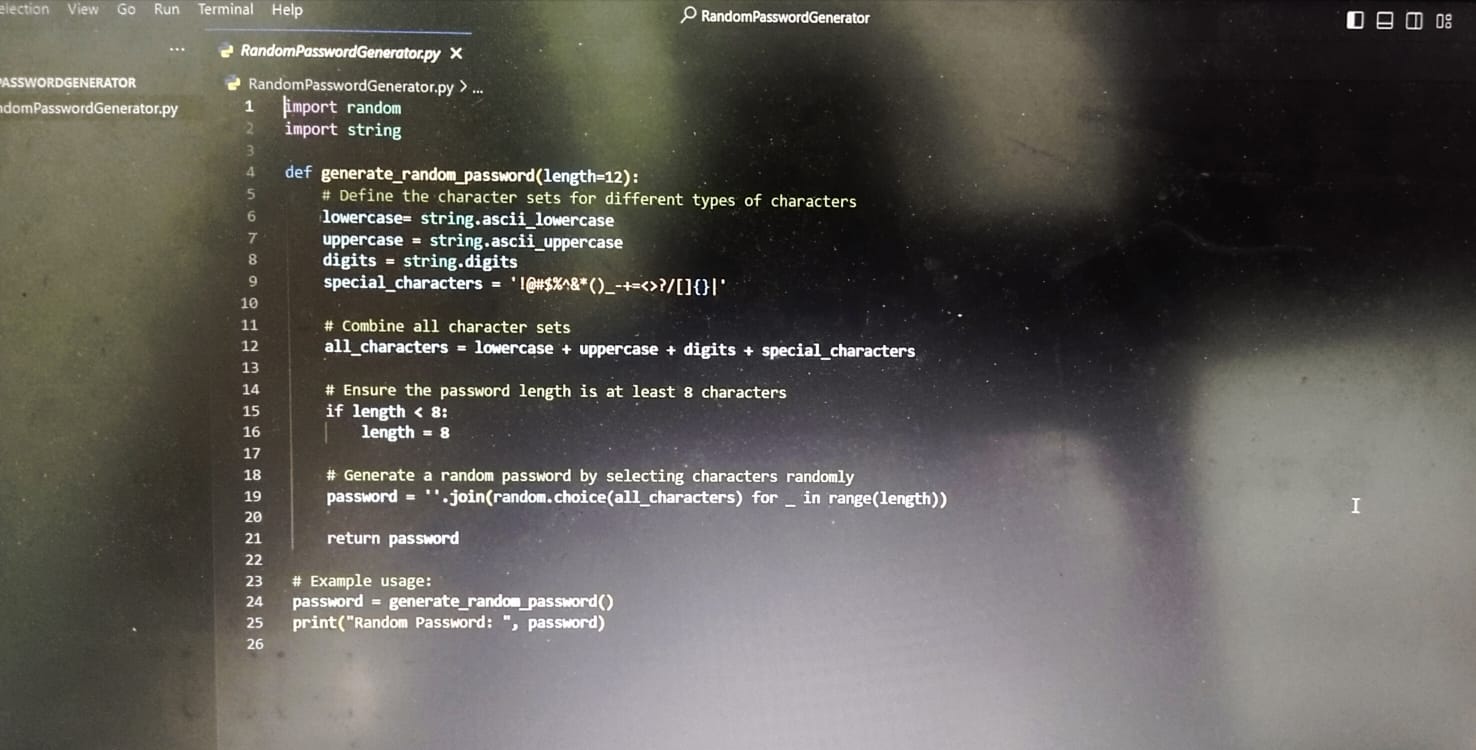 election View Go Run Terminal Help
RandomPasswordGenerator
...
RandomPasswordGenerator.py
ASSWORDGENERATOR
RandomPasswordGenerator.py > ...
ndomPasswordGenerator.py
1 import random
2 import string
3
4 def generate_random_password(length=12):
5 # Define the character sets for different types of characters
6 lowercase= string.ascii_lowercase
7 uppercase = string.ascii_uppercase
8 digits = string.digits
9 special_characters = '!@#$%^&*()_-+=<>?/[]{}|'
10
11 # Combine all character sets
12 all_characters = lowercase + uppercase + digits + special_characters
13
14 # Ensure the password length is at least 8 characters
15 if length < 8:
16 length = 8
17
18 # Generate a random password by selecting characters randomly
19 password = ''.join(random.choice(all_characters) for _ in range(length))
20
21 return password
22
23 # Example usage:
24 password = generate_random_password()
25 print("Random Password: ", password)
26